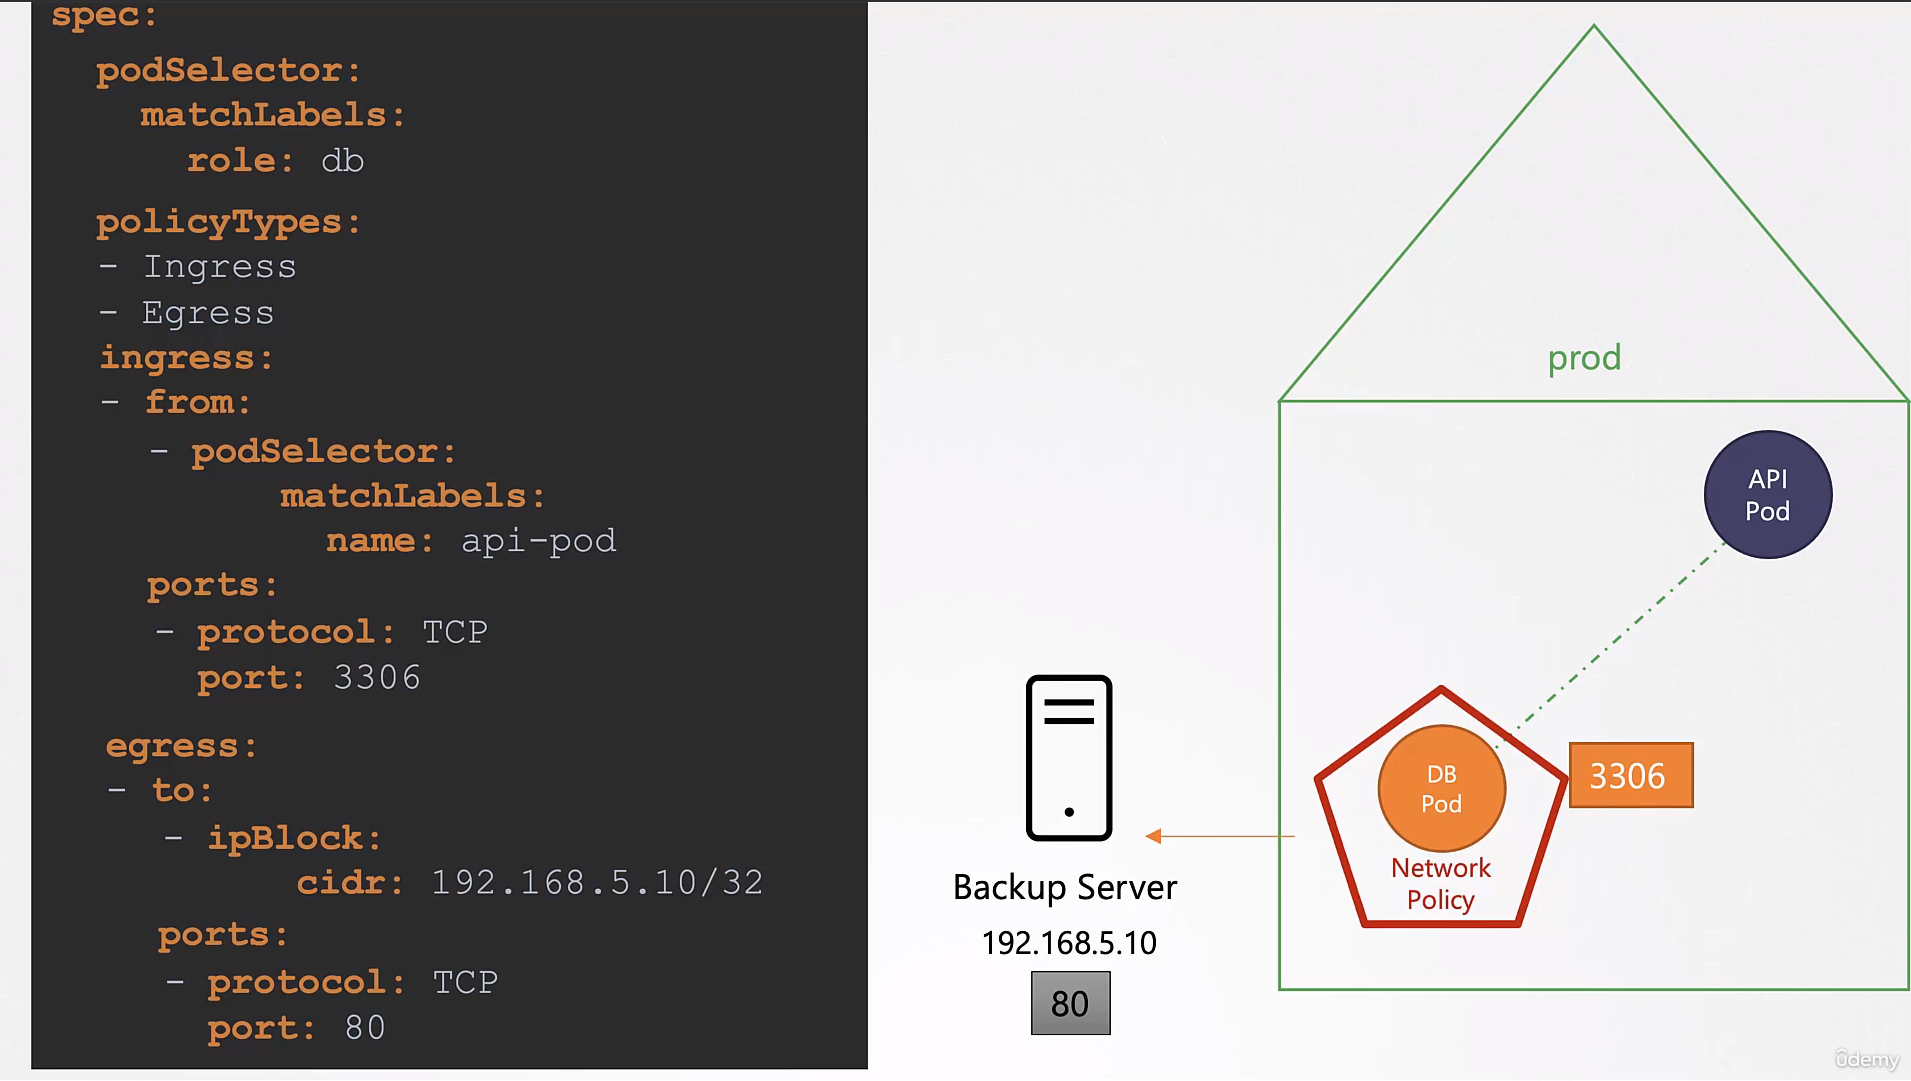 spec:
podSelector:
matchLabels:
role: db
policyTypes:
- Ingress
- Egress
ingress:
- from:
- podSelector:
matchLabels:
name: api-pod
ports:
- protocol: TCP
port: 3306
egress:
- to:
- ipBlock:
cidr: 192.168.5.10/32
ports:
- protocol: TCP
port: 80
prod
API
Pod
DB
Pod
3306
Network
Policy
Backup Server
192.168.5.10
80
ûdemy